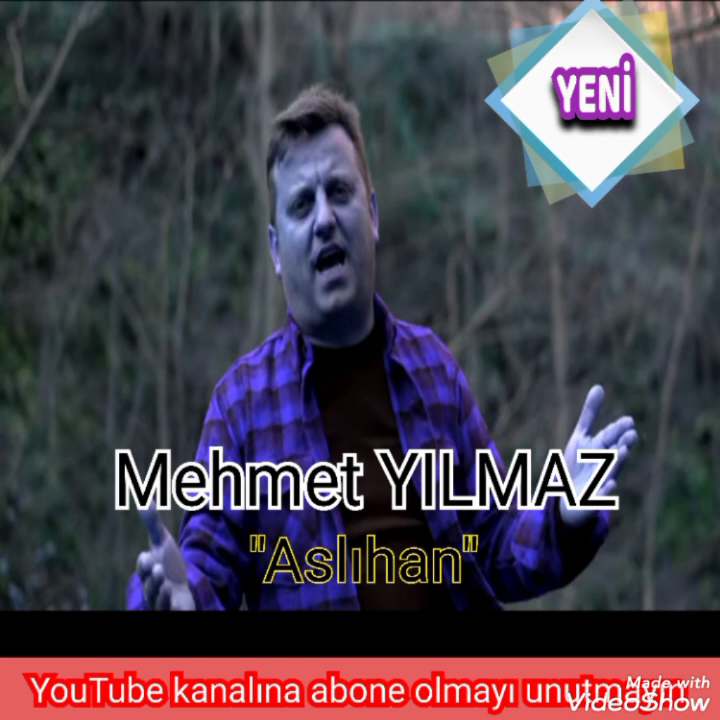 YENİ
Mehmet YILMAZ
"Aslıhan"
YouTube kanalına abone olmayı unutmayın
Made with
VideoShow